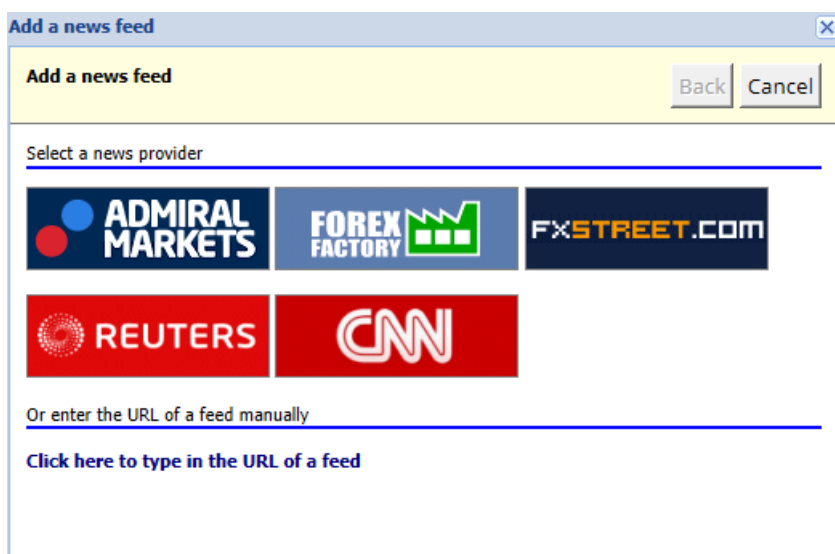 Add a news feed
Add a news feed
Back Cancel
Select a news provider
ADMIRAL MARKETS
FOREX FACTORY
FXSTREET.COM
REUTERS
CNN
Or enter the URL of a feed manually
Click here to type in the URL of a feed